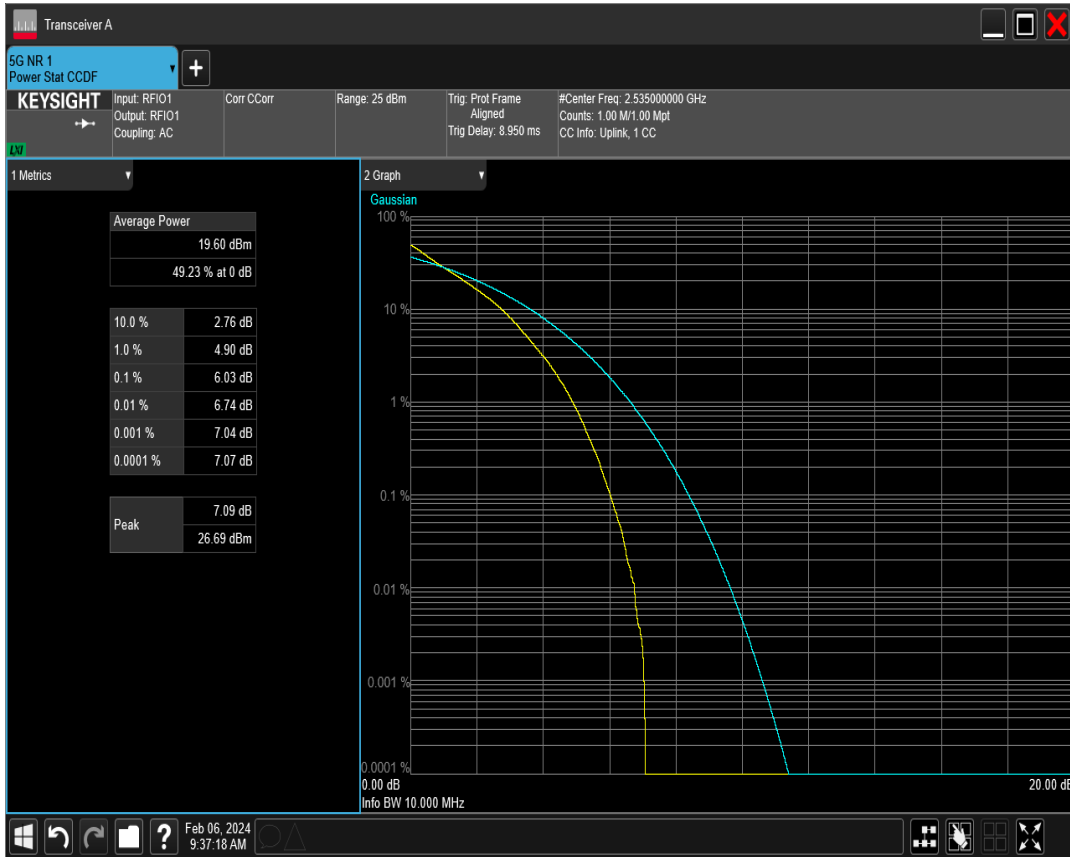 Transceiver A
5G NR 1
Power Stat CCDF
KEYSIGHT
LXI
Input: RFIO1
Output: RFIO1
Coupling: AC
Corr CCorr
Range: 25 dBm
Trig: Prot Frame
Aligned
Trig Delay: 8.950 ms
#Center Freq: 2.535000000 GHz
Counts: 1.00 M/1.00 Mpt
CC Info: Uplink, 1 CC
1 Metrics
Average Power
19.60 dBm
49.23 % at 0 dB
10.0 % 2.76 dB
1.0 % 4.90 dB
0.1 % 6.03 dB
0.01 % 6.74 dB
0.001 % 7.04 dB
0.0001 % 7.07 dB
Peak
7.09 dB
26.69 dBm
2 Graph
Gaussian
100 %
10 %
1 %
0.1 %
0.01 %
0.001 %
0.0001 %
0.00 dB 20.00 dB
Info BW 10.000 MHz
?
Feb 06, 2024
9:37:18 AM